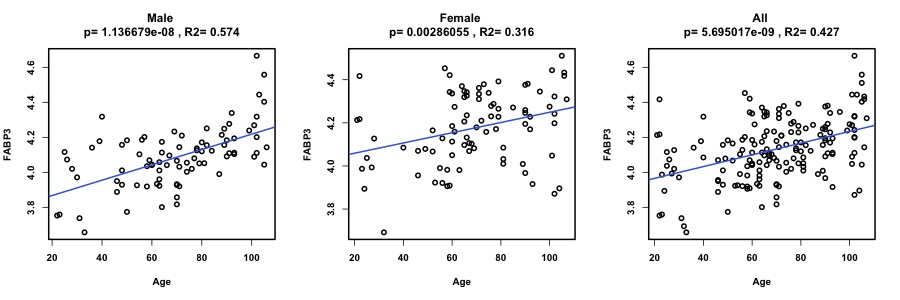 Male
p= 1.136679e-08 , R2= 0.574
FABP3
4.6
4.4
4.2
4.0
3.8
20 40 60 80 100
Age
Female
p= 0.00286055 , R2= 0.316
FABP3
4.4
4.2
4.0
3.8
20 40 60 80 100
Age
All
p= 5.695017e-09 , R2= 0.427
FABP3
4.6
4.4
4.2
4.0
3.8
20 40 60 80 100
Age